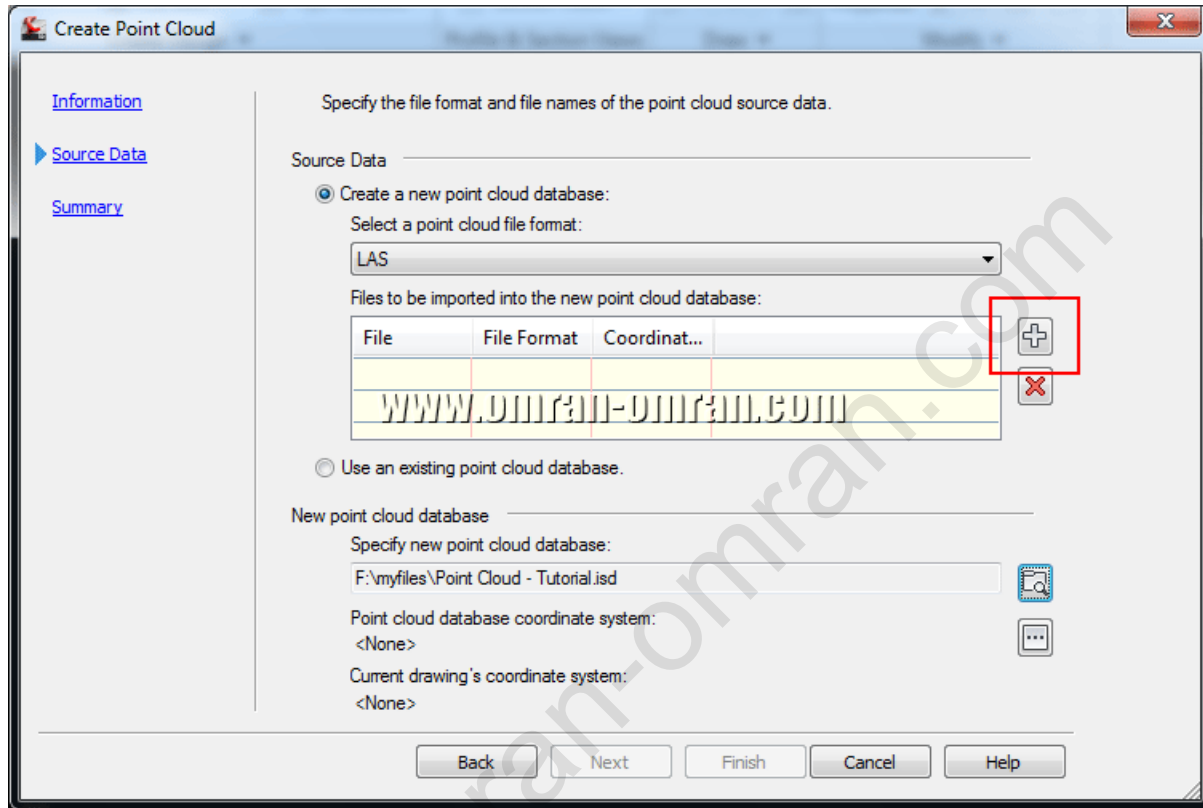 Create Point Cloud
Information
Source Data
Summary
Specify the file format and file names of the point cloud source data.
Source Data
Create a new point cloud database:
Select a point cloud file format:
LAS
Files to be imported into the new point cloud database:
File File Format Coordinat...
www.omran-omran.com
Use an existing point cloud database.
New point cloud database
Specify new point cloud database:
F:\myfiles\Point Cloud - Tutorial.isd
Point cloud database coordinate system:
<None>
Current drawing's coordinate system:
<None>
Back Next Finish Cancel Help
ran-omran.com